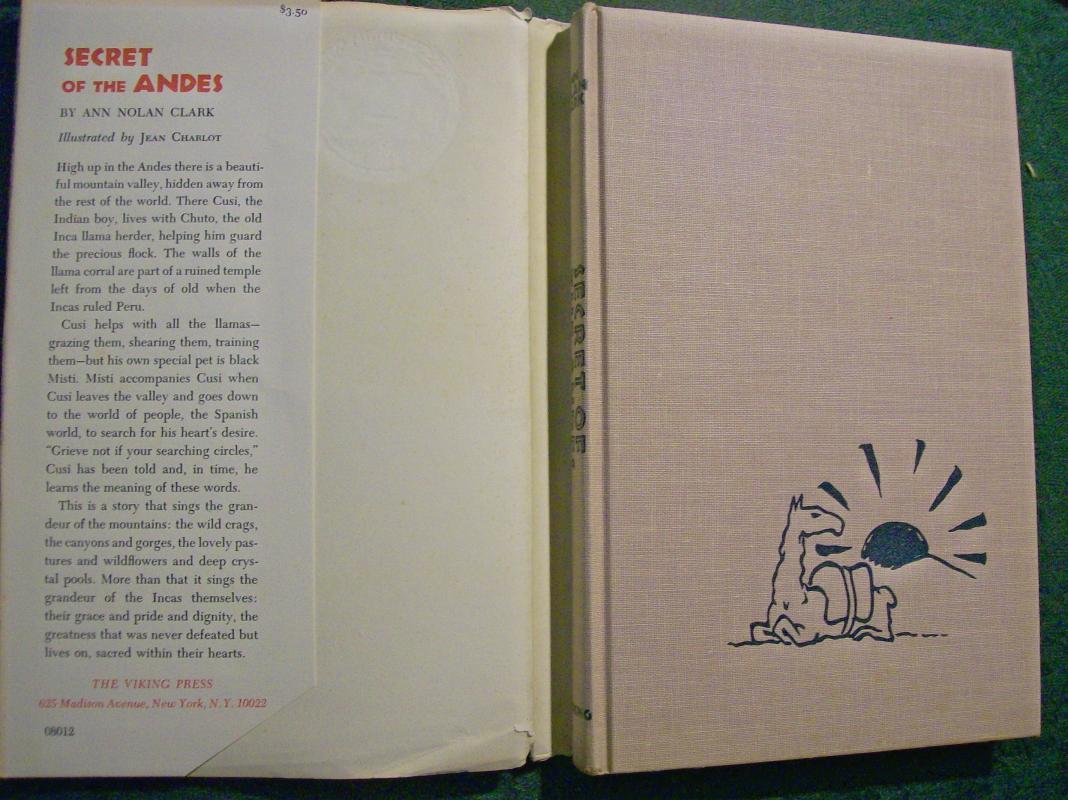 $3.50
SECRET
OF THE ANDES
BY ANN NOLAN CLARK
Illustrated by JEAN CHARLOT
High up in the Andes there is a beauti-
ful mountain valley, hidden away from
the rest of the world. There Cusi, the
Indian boy, lives with Chuto, the old
Inca llama herder, helping him guard
the precious flock. The walls of the
llama corral are part of a ruined temple
left from the days of old when the
Incas ruled Peru.
Cusi helps with all the llamas—
grazing them, shearing them, training
them—but his own special pet is black
Misti. Misti accompanies Cusi when
Cusi leaves the valley and goes down
to the world of people, the Spanish
world, to search for his heart's desire.
"Grieve not if your searching circles,"
Cusi has been told and, in time, he
learns the meaning of these words.
This is a story that sings the gran-
deur of the mountains: the wild crags,
the canyons and gorges, the lovely pas-
tures and wildflowers and deep crys-
tal pools. More than that it sings the
grandeur of the Incas themselves:
their grace and pride and dignity, the
greatness that was never defeated but
lives on, sacred within their hearts.
THE VIKING PRESS
625 Madison Avenue, New York, N.Y. 10022
08012